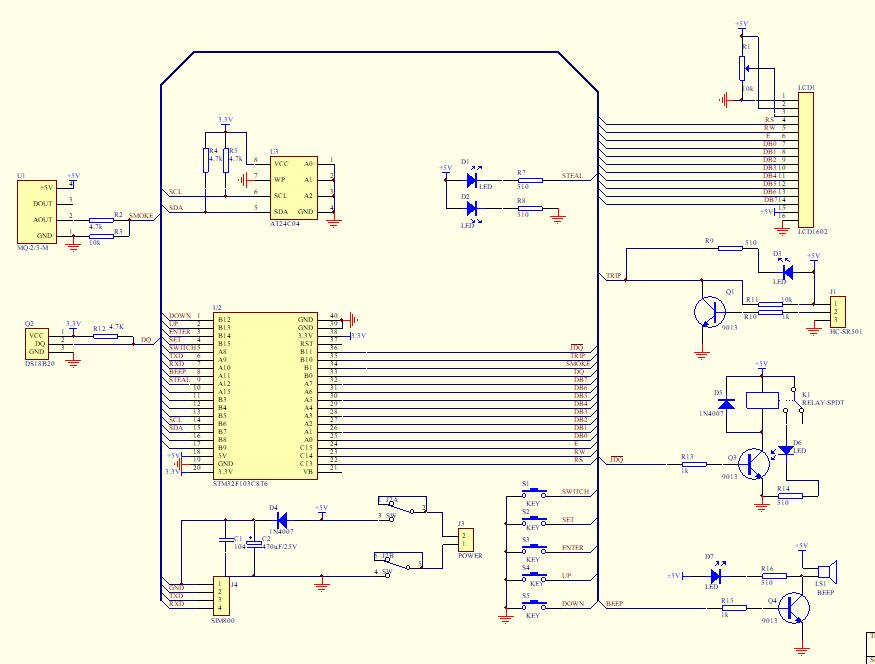 +5V
R1
10k
LCD1
1
2
3
RS 4
RW 5
E 6
DB0 7
DB1 8
DB2 9
DB3 10
DB4 11
DB5 12
DB6 13
DB7 14
+5V 15
16
LCD1602
3.3V
R4
4.7k
R5
4.7k
U3
8 VCC A0 1
7 WP A1 2
SCL 6 SCL A2 3
SDA 5 SDA GND 4
AT24C04
U1
+5V 4 +5V
DOUT 3
AOUT 2 R2 SMOKE
4.7k
GND 1 R3
10k
MQ-2/3-M
+5V
D1
LED
R7
510
STEAL
D2
LED
R8
510
R9 510
D3
LED
+5V
TRIP
Q1
9013
R11 10k
R10 1k
J1
1
2
3
HC-SR501
Q2
VCC 1
DQ 2
GND 3
DS18B20
3.3V
R12 4.7K
DQ
U2
DOWN 1 B12 GND 40
UP 2 B13 GND 39
ENTER 3 B14 3.3V 38 3.3V
SET 4 B15 RST 37
SWITCH 5 A8 B11 36 JDQ
TXD 6 A9 B10 35 TRIP
RXD 7 A10 B1 34 SMOKE
BEEP 8 A11 B0 33 DQ
STEAL 9 A12 A7 32 DB7
10 A15 A6 31 DB6
11 B3 A5 30 DB5
12 B4 A4 29 DB4
13 B5 A3 28 DB3
SCL 14 B6 A2 27 DB2
SDA 15 B7 A1 26 DB1
16 B8 A0 25 DB0
17 B9 C15 24 E
+5V 18 5V C14 23 RW
19 GND C13 22 RS
3.3V 20 3.3V VB 21
STM32F103C8T6
+5V
D5
1N4007
K1
RELAY-SPDT
D6
LED
JDQ
R13
1k
Q3
9013
R14
510
D4
1N4007
+5V
C1
104
C2
470uF/25V
J2A
2
3 SW
J2B
4 SW
J3
2
1
POWER
J4
1
GND 2
TXD 3
RXD 4
SIM800
S1
KEY
SWITCH
S2
KEY
SET
S3
KEY
ENTER
S4
KEY
UP
S5
KEY
DOWN
+5V
D7
LED
R16
510
+5V
LS1
BEEP
BEEP
R15
1k
Q4
9013